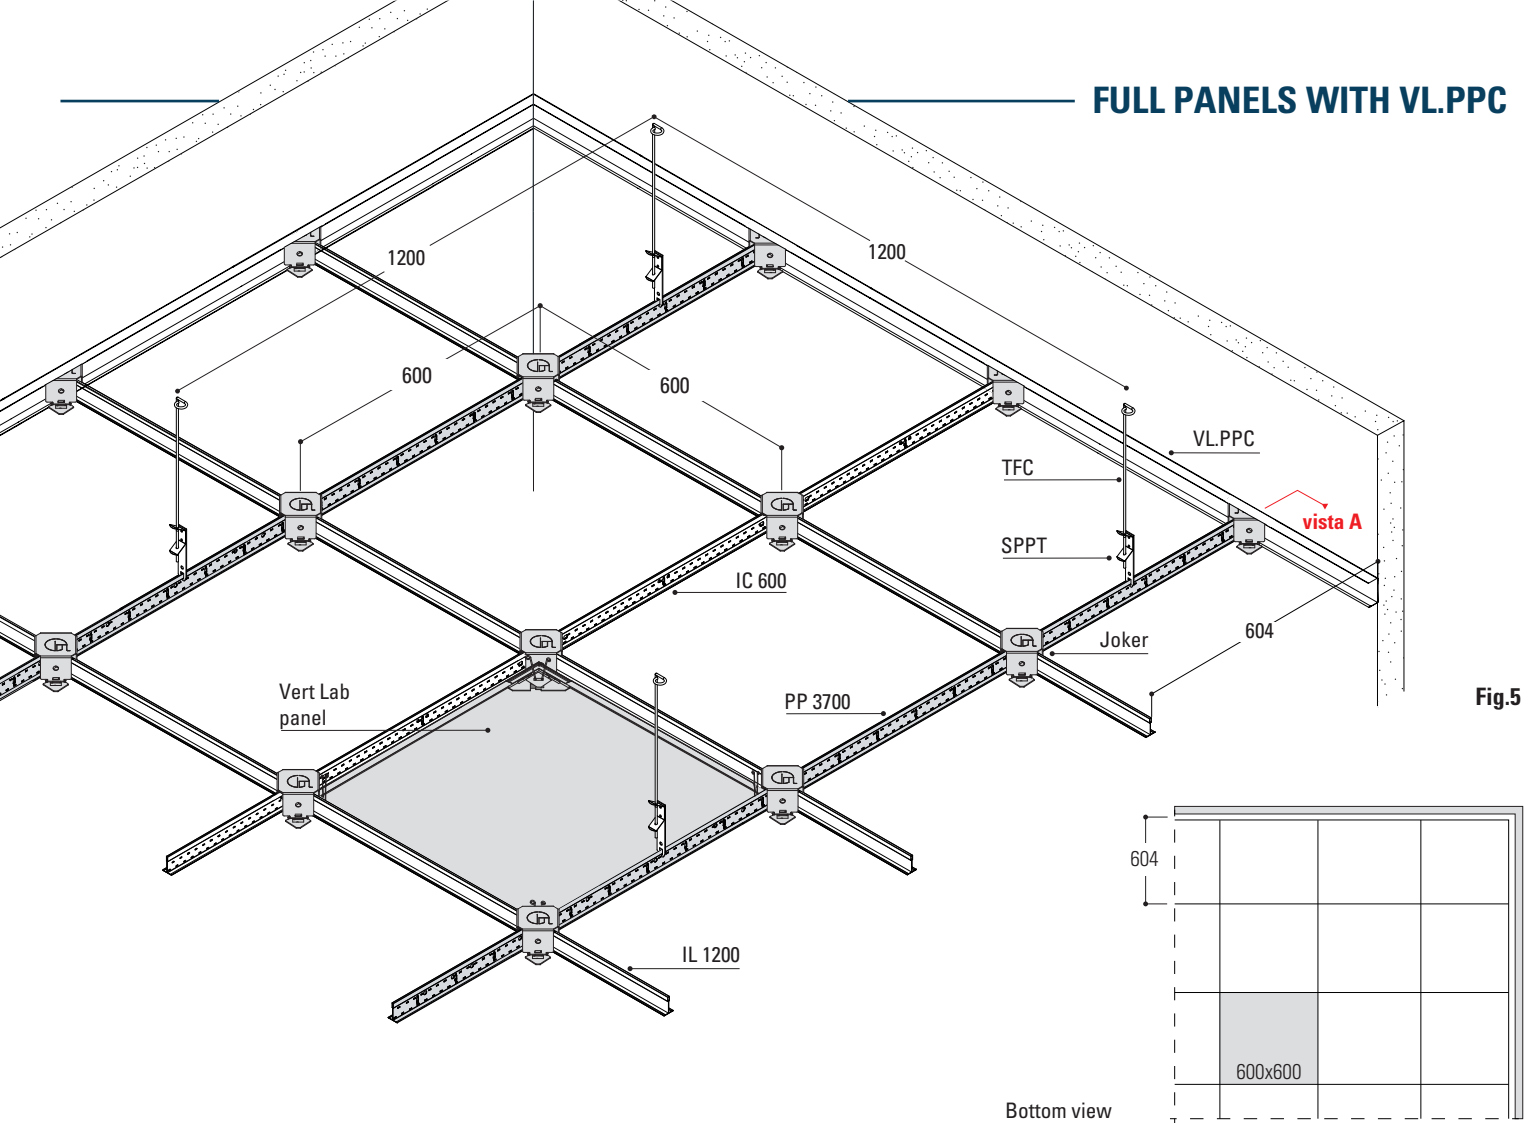 FULL PANELS WITH VL.PPC
1200
1200
600
600
VL.PPC
TFC
vista A
SPPT
IC 600
604
Joker
Vert Lab
panel
PP 3700
Fig.5
604
IL 1200
600x600
Bottom view